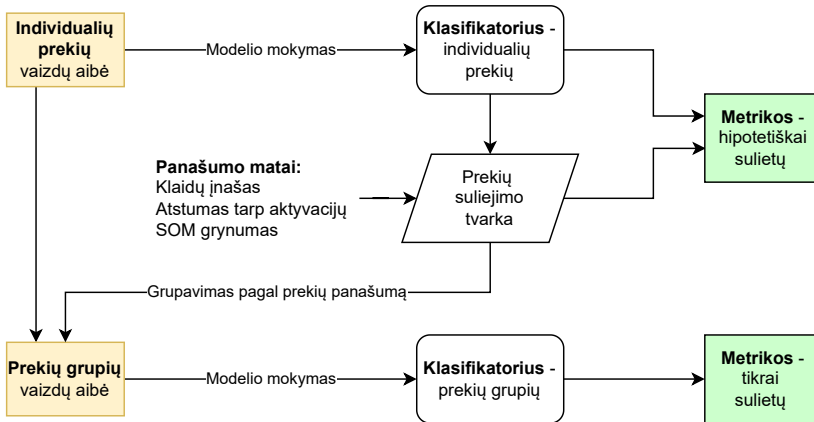 Individualių
prekių
vaizdų aibė
Modelio mokymas
Klasifikatorius -
individualių
prekių
Metrikos -
hipotetiškai
sulietų
Panašumo matai:
Klaidų įnašas
Atstumas tarp aktyvacijų
SOM grynumas
Prekių
suliejimo
tvarka
Grupavimas pagal prekių panašumą
Prekių grupių
vaizdų aibė
Modelio mokymas
Klasifikatorius -
prekių grupių
Metrikos -
tikrai
sulietų